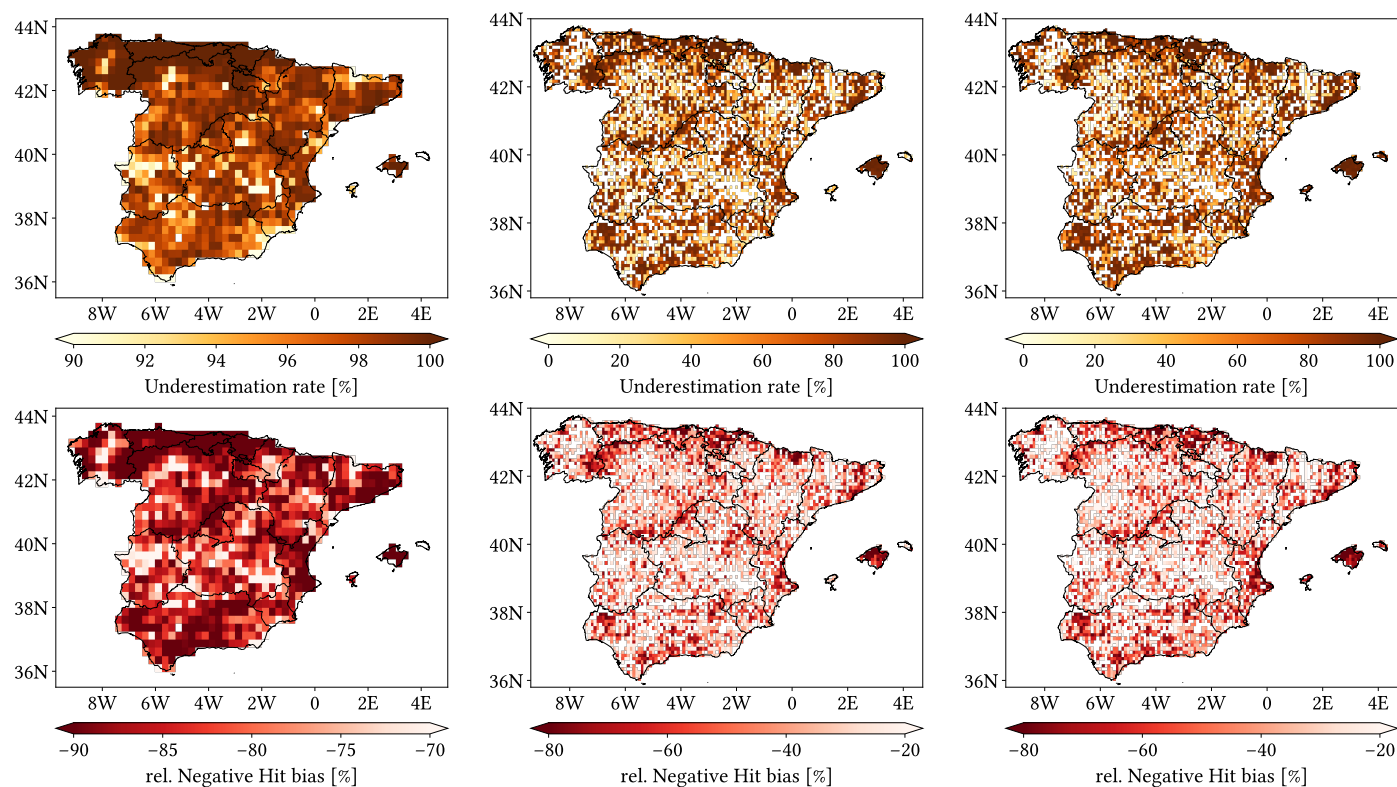 44N
42N
40N
38N
36N
8W 6W 4W 2W 0 2E 4E
90 92 94 96 98 100
Underestimation rate [%]
44N
42N
40N
38N
36N
8W 6W 4W 2W 0 2E 4E
0 20 40 60 80 100
Underestimation rate [%]
44N
42N
40N
38N
36N
8W 6W 4W 2W 0 2E 4E
0 20 40 60 80 100
Underestimation rate [%]
44N
42N
40N
38N
36N
8W 6W 4W 2W 0 2E 4E
−90 −85 −80 −75 −70
rel. Negative Hit bias [%]
44N
42N
40N
38N
36N
8W 6W 4W 2W 0 2E 4E
−80 −60 −40 −20
rel. Negative Hit bias [%]
44N
42N
40N
38N
36N
8W 6W 4W 2W 0 2E 4E
−80 −60 −40 −20
rel. Negative Hit bias [%]